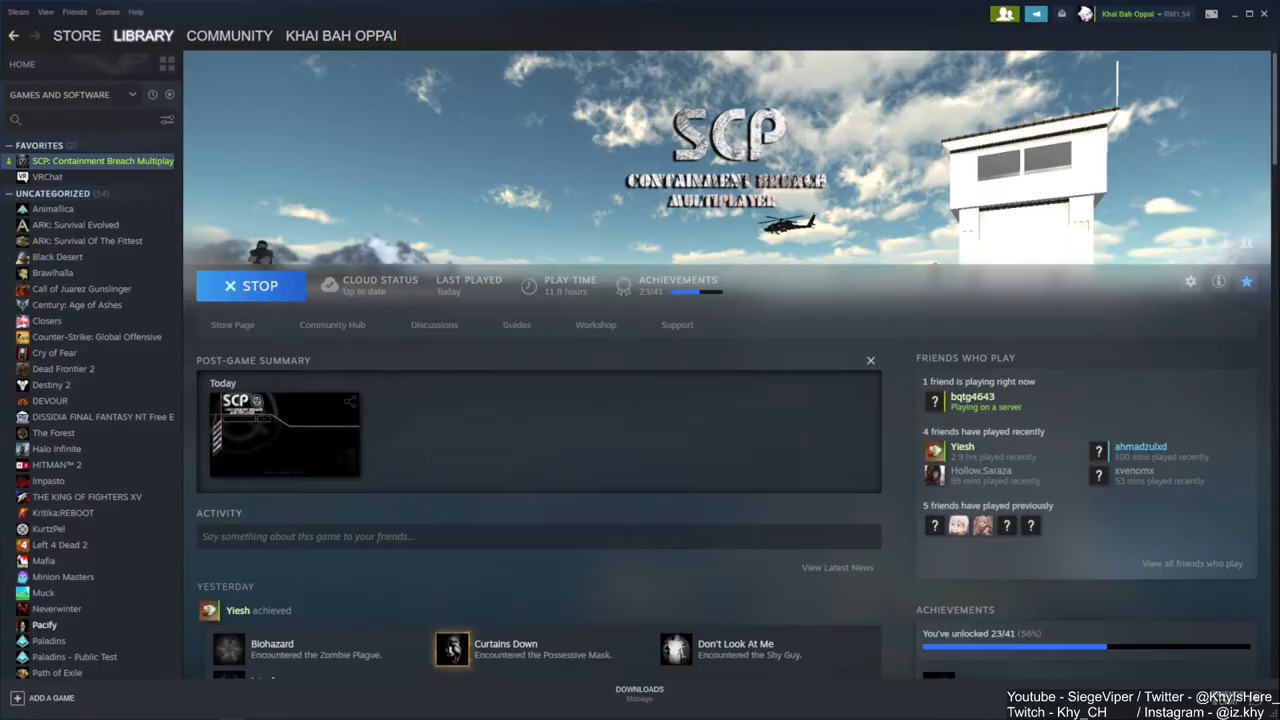 Steam View Friends Games Help
Khai Bah Oppai RM1.54
STORE LIBRARY COMMUNITY KHAI BAH OPPAI
HOME
GAMES AND SOFTWARE
FAVORITES (2)
SCP: Containment Breach Multiplay
VRChat
UNCATEGORIZED (54)
Animallica
ARK: Survival Evolved
ARK: Survival Of The Fittest
Black Desert
Brawlhalla
Call of Juarez Gunslinger
Century: Age of Ashes
Closers
Counter-Strike: Global Offensive
Cry of Fear
Dead Frontier 2
Destiny 2
DEVOUR
DISSIDIA FINAL FANTASY NT Free E
The Forest
Halo Infinite
HITMAN™ 2
Impasto
THE KING OF FIGHTERS XV
Kritika:REBOOT
KurtzPel
Left 4 Dead 2
Mafia
Minion Masters
Muck
Neverwinter
Pacify
Paladins
Paladins - Public Test
Path of Exile
ADD A GAME
SCP
CONTAINMENT BREACH
MULTIPLAYER
STOP
CLOUD STATUS
Up to date
LAST PLAYED
Today
PLAY TIME
11.8 hours
ACHIEVEMENTS
23/41
Store Page Community Hub Discussions Guides Workshop Support
POST-GAME SUMMARY
Today
SCP
ACTIVITY
Say something about this game to your friends...
View Latest News
YESTERDAY
Yiesh achieved
Biohazard
Encountered the Zombie Plague.
Curtains Down
Encountered the Possessive Mask.
Don't Look At Me
Encountered the Shy Guy.
FRIENDS WHO PLAY
1 friend is playing right now
bqtg4643
Playing on a server
4 friends have played recently
Yiesh
2.9 hrs played recently
ahmadzulxd
100 mins played recently
Hollow.Saraza
98 mins played recently
xvenomx
53 mins played recently
5 friends have played previously
View all friends who play
ACHIEVEMENTS
You've unlocked 23/41 (56%)
DOWNLOADS
Manage
Youtube - SiegeViper / Twitter - @KhyIsHere_
Twitch - Khy_CH / Instagram - @iz.khy